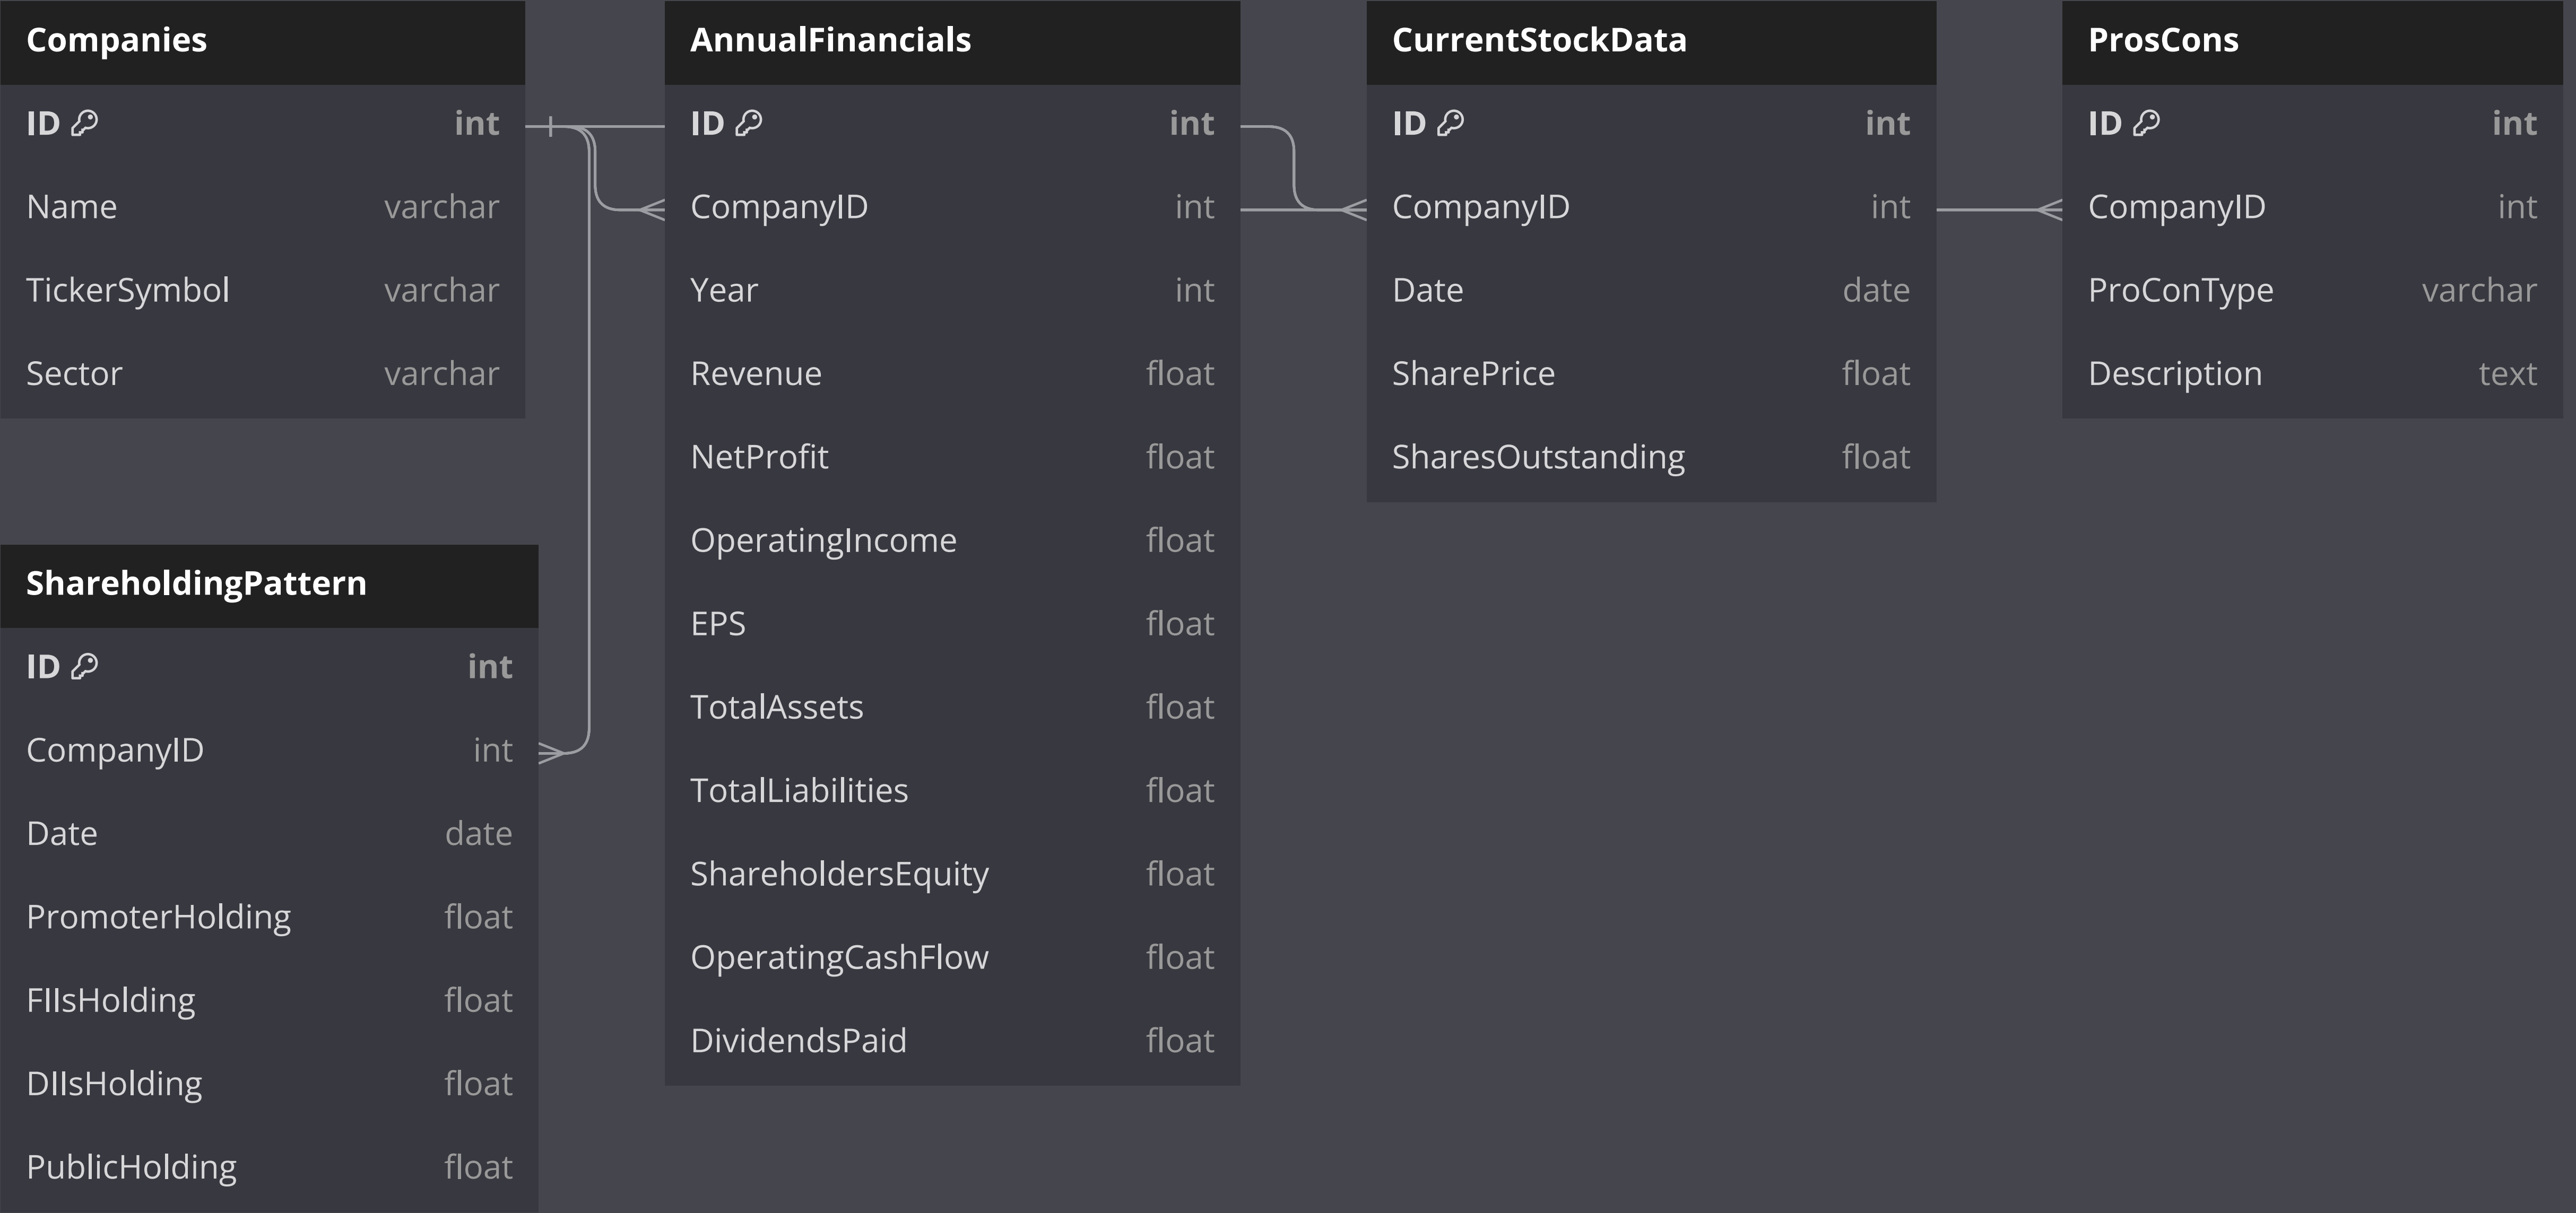 Companies
ID int
Name varchar
TickerSymbol varchar
Sector varchar
ShareholdingPattern
ID int
CompanyID int
Date date
PromoterHolding float
FIIsHolding float
DIIsHolding float
PublicHolding float
AnnualFinancials
ID int
CompanyID int
Year int
Revenue float
NetProfit float
OperatingIncome float
EPS float
TotalAssets float
TotalLiabilities float
ShareholdersEquity float
OperatingCashFlow float
DividendsPaid float
CurrentStockData
ID int
CompanyID int
Date date
SharePrice float
SharesOutstanding float
ProsCons
ID int
CompanyID int
ProConType varchar
Description text